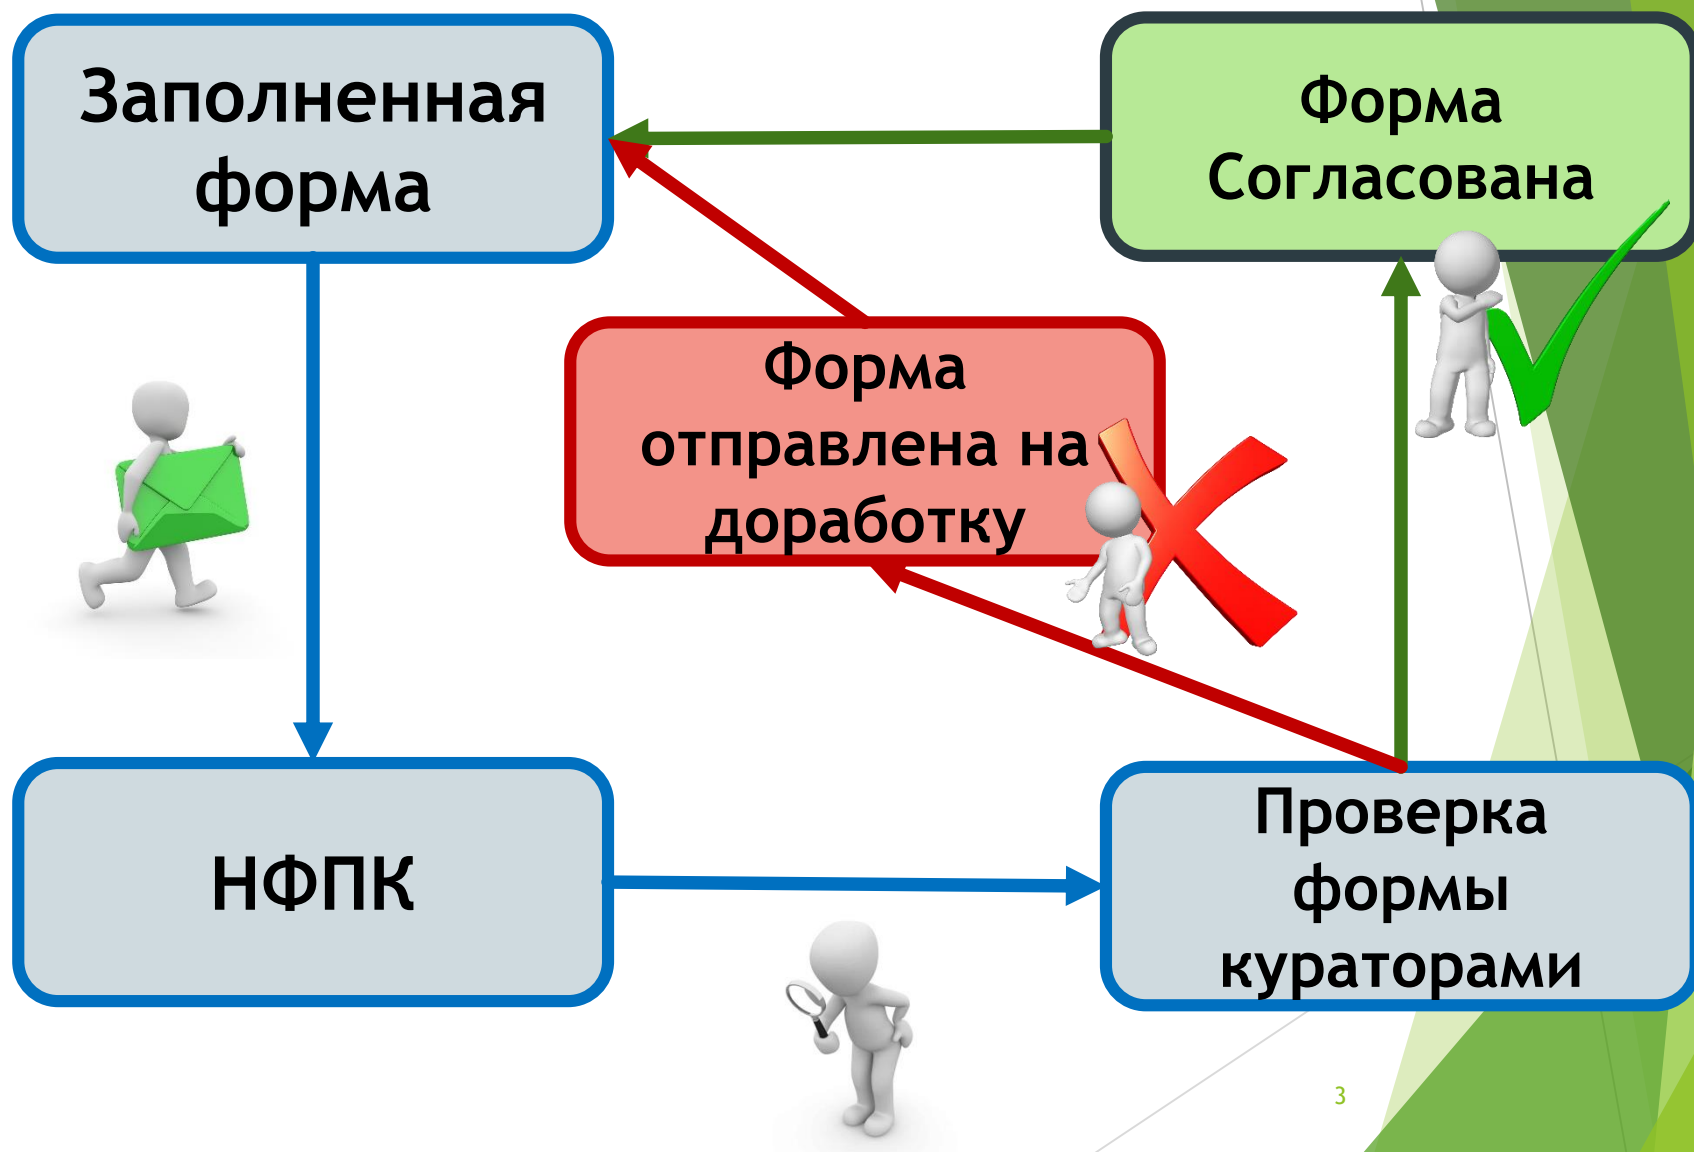 Заполненная
форма
Форма
Согласована
Форма
отправлена на
доработку
НФПК
Проверка
формы
кураторами
3